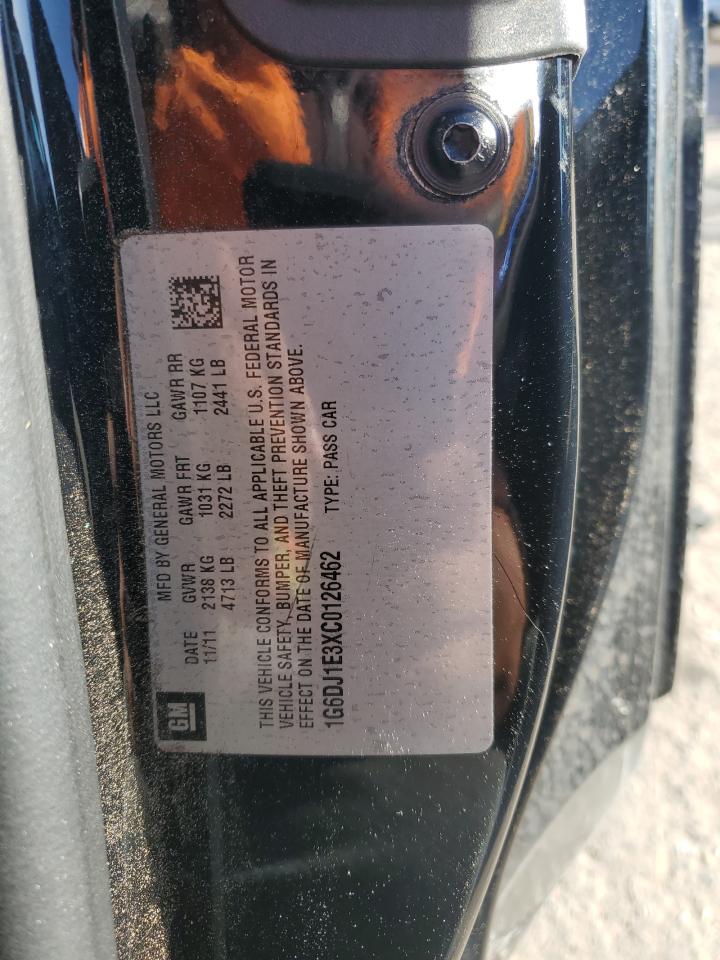 GM
MFD BY GENERAL MOTORS LLC
DATE GVWR GAWR FRT GAWR RR
11/11 2138 KG 1031 KG 1107 KG
4713 LB 2272 LB 2441 LB
THIS VEHICLE CONFORMS TO ALL APPLICABLE U.S. FEDERAL MOTOR
VEHICLE SAFETY, BUMPER, AND THEFT PREVENTION STANDARDS IN
EFFECT ON THE DATE OF MANUFACTURE SHOWN ABOVE.
1G6DJ1E3XC0126462 TYPE: PASS CAR